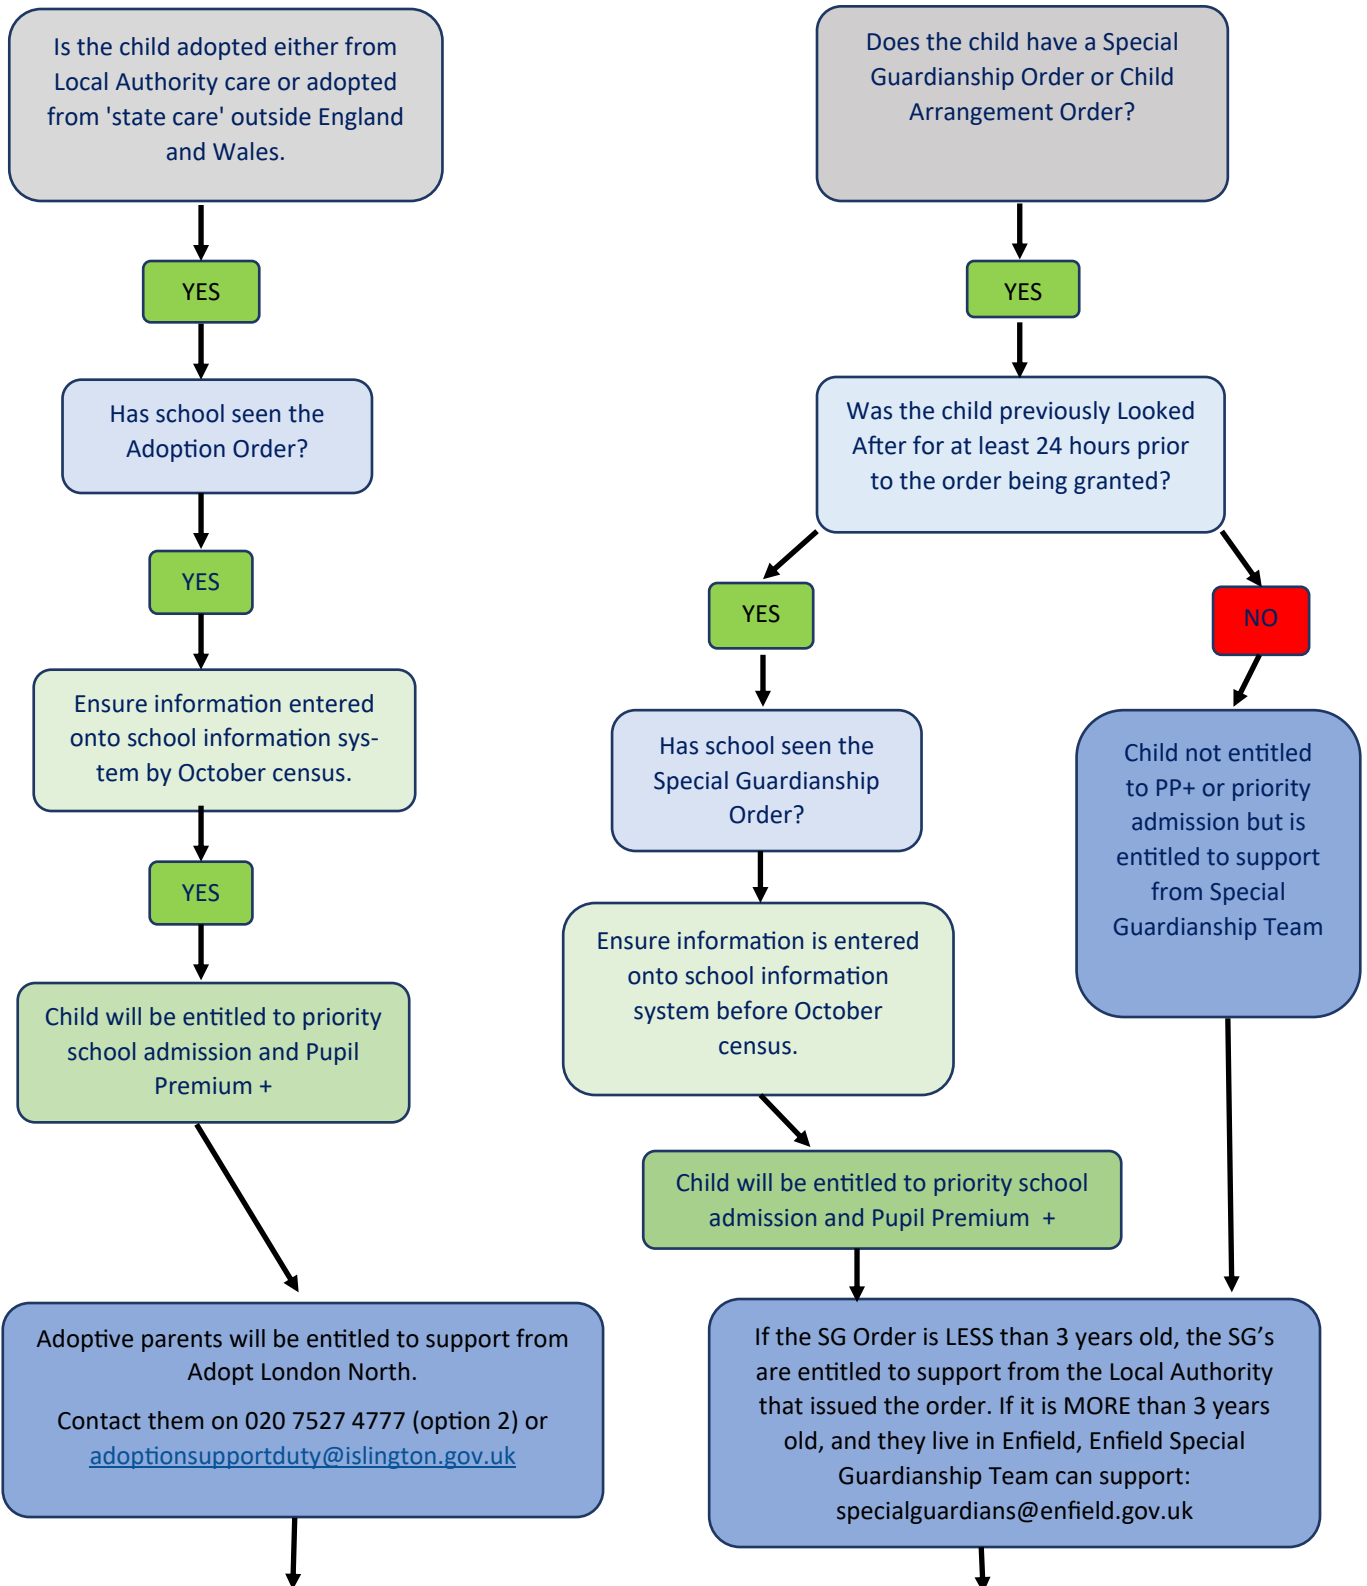 Is the child adopted either from
Local Authority care or adopted
from 'state care' outside England
and Wales.
YES
Has school seen the
Adoption Order?
YES
Ensure information entered
onto school information sys-
tem by October census.
YES
Child will be entitled to priority
school admission and Pupil
Premium +
Adoptive parents will be entitled to support from
Adopt London North.
Contact them on 020 7527 4777 (option 2) or
adoptionsupportduty@islington.gov.uk
Does the child have a Special
Guardianship Order or Child
Arrangement Order?
YES
Was the child previously Looked
After for at least 24 hours prior
to the order being granted?
YES
Has school seen the
Special Guardianship
Order?
Ensure information is entered
onto school information
system before October
census.
Child will be entitled to priority school
admission and Pupil Premium +
NO
Child not entitled
to PP+ or priority
admission but is
entitled to support
from Special
Guardianship Team
If the SG Order is LESS than 3 years old, the SG’s
are entitled to support from the Local Authority
that issued the order. If it is MORE than 3 years
old, and they live in Enfield, Enfield Special
Guardianship Team can support:
specialguardians@enfield.gov.uk